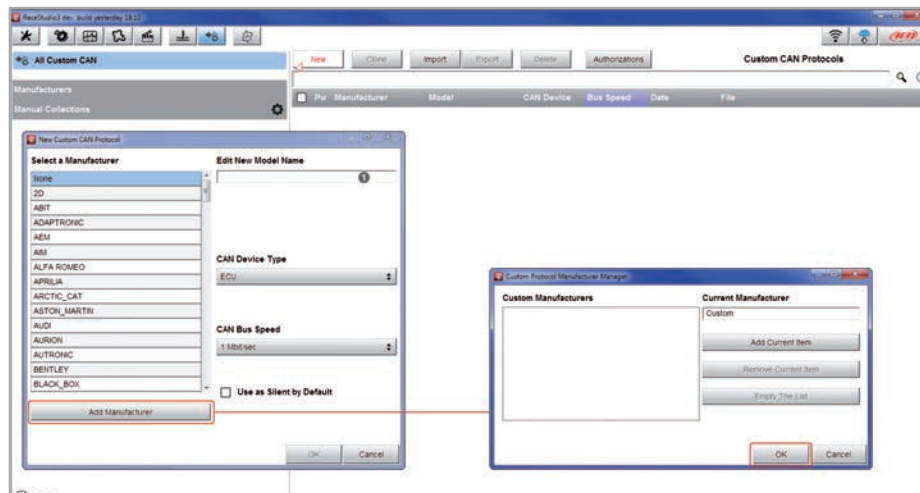 RaceStudio3 dev. build yesterday 18.10
All Custom CAN
New
Clone
Import
Export
Delete
Authorizations
Custom CAN Protocols
Manufacturers
Manual Collections
Pw Manufacturer Model CAN Device Bus Speed Date File
New Custom CAN Protocol
Select a Manufacturer
None
2D
ABIT
ADAPTRONIC
AEM
AIM
ALFA ROMEO
APRILIA
ARCTIC_CAT
ASTON_MARTIN
AUDI
AURION
AUTRONIC
BENTLEY
BLACK_BOX
Add Manufacturer
Edit New Model Name
1
CAN Device Type
ECU
CAN Bus Speed
1 Mbit/sec
Use as Silent by Default
OK
Cancel
Custom Protocol Manufacturer Manager
Custom Manufacturers
Current Manufacturer
Custom
Add Current Item
Remove Current Item
Empty The List
OK
Cancel